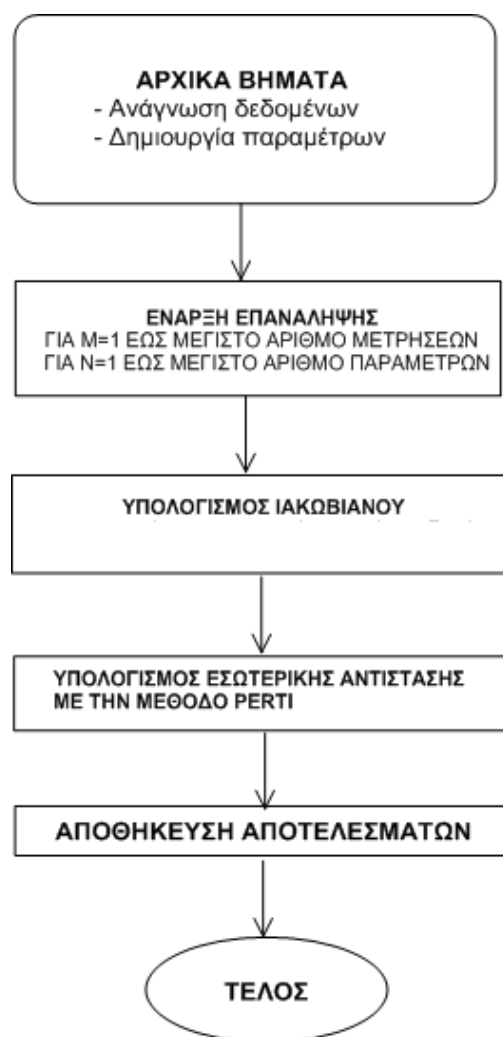 ΑΡΧΙΚΑ ΒΗΜΑΤΑ
- Ανάγνωση δεδομένων
- Δημιουργία παραμέτρων
ΕΝΑΡΞΗ ΕΠΑΝΑΛΗΨΗΣ
ΓΙΑ Μ=1 ΕΩΣ ΜΕΓΙΣΤΟ ΑΡΙΘΜΟ ΜΕΤΡΗΣΕΩΝ
ΓΙΑ Ν=1 ΕΩΣ ΜΕΓΙΣΤΟ ΑΡΙΘΜΟ ΠΑΡΑΜΕΤΡΩΝ
ΥΠΟΛΟΓΙΣΜΟΣ ΙΑΚΩΒΙΑΝΟΥ
ΥΠΟΛΟΓΙΣΜΟΣ ΕΣΩΤΕΡΙΚΗΣ ΑΝΤΙΣΤΑΣΗΣ
ΜΕ ΤΗΝ ΜΕΘΟΔΟ PERTI
ΑΠΟΘΗΚΕΥΣΗ ΑΠΟΤΕΛΕΣΜΑΤΩΝ
ΤΕΛΟΣ